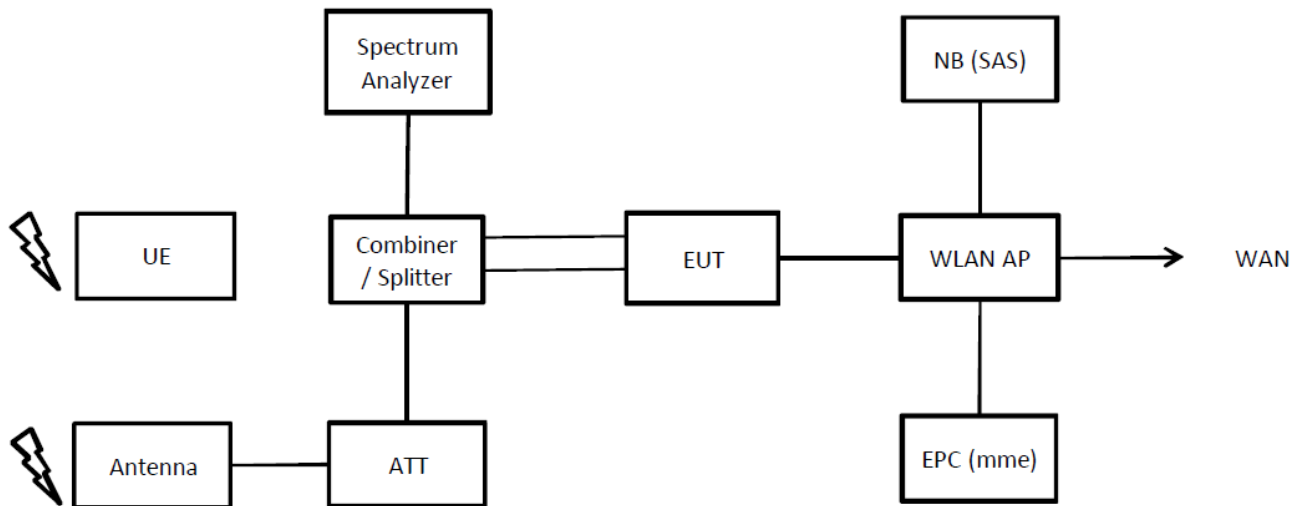 Spectrum
Analyzer
NB (SAS)
UE
Combiner
/ Splitter
EUT
WLAN AP
WAN
Antenna
ATT
EPC (mme)